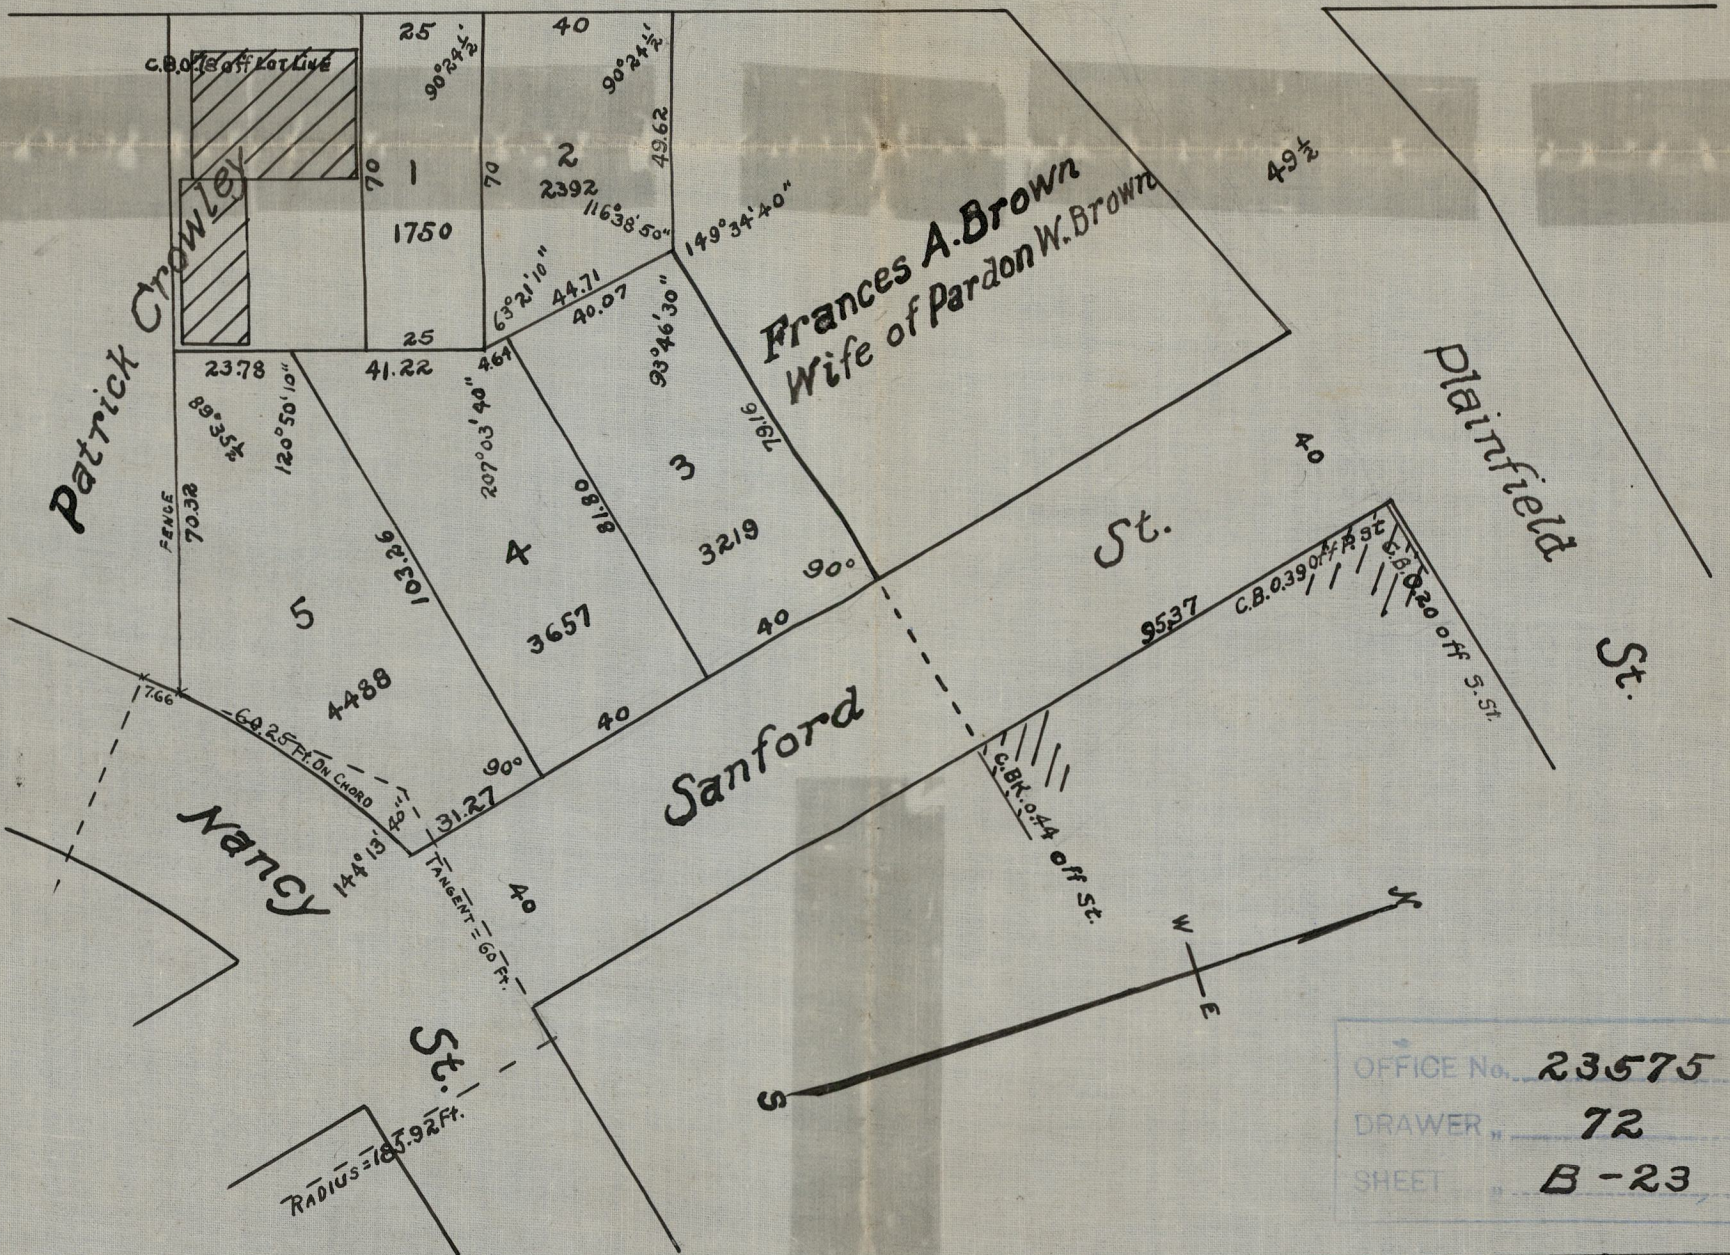 25
40
C.B.0.78 off LOT LINE
90°24½'
90°24½'
49.62
70
1
70
2
2392
1750
116°38'50"
149°34'40"
49½
Patrick Crowley
Frances A. Brown
Wife of Pardon W. Brown
63°21'10"
44.71
40.07
93°46'30"
25
4.64
23.78
41.22
89°35½'
120°50'10"
207°03'40"
79.16
Plainfield
St.
40
FENCE
70.32
103.26
81.80
3
3219
90°
4
3657
5
4488
40
St.
95.37
C.B. 0.39 off P. St
C.B. 0.20 off S. St.
7.66
60.25 Ft. ON CHORD
90°
40
31.27
Sanford
C.BK. 0.44 off St.
Nancy
144°13'40"
TANGENT = 60 Ft.
40
St.
RADIUS = 185.92 Ft.
N
W
E
S
OFFICE No. 23575
DRAWER „ 72
SHEET „ B-23